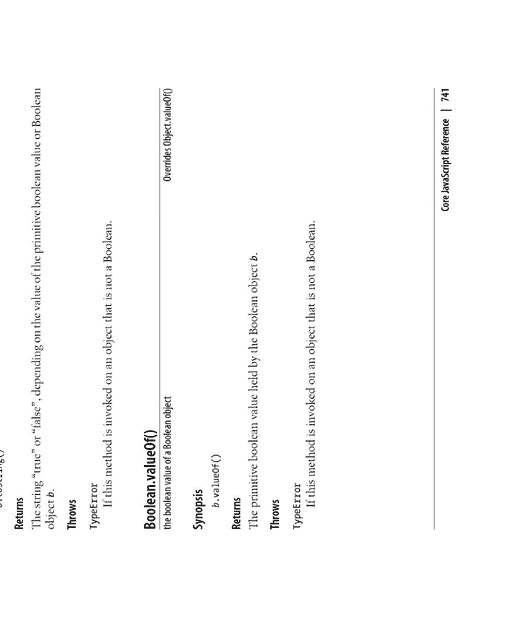 b.toString()
Returns
The string “true” or “false”, depending on the value of the primitive boolean value or Boolean
object b.
Throws
TypeError
If this method is invoked on an object that is not a Boolean.
Boolean.valueOf()
the boolean value of a Boolean object Overrides Object.valueOf()
Synopsis
b.valueOf()
Returns
The primitive boolean value held by the Boolean object b.
Throws
TypeError
If this method is invoked on an object that is not a Boolean.
Core JavaScript Reference | 741